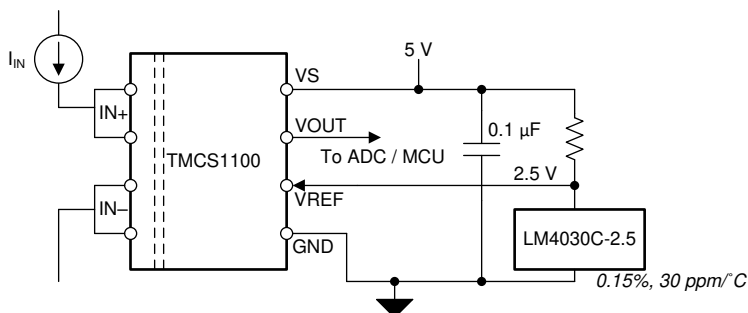 5 V
I_IN
VS
IN+
VOUT
0.1 µF
To ADC / MCU
TMCS1100
2.5 V
VREF
IN–
LM4030C-2.5
GND
0.15%, 30 ppm/˚C